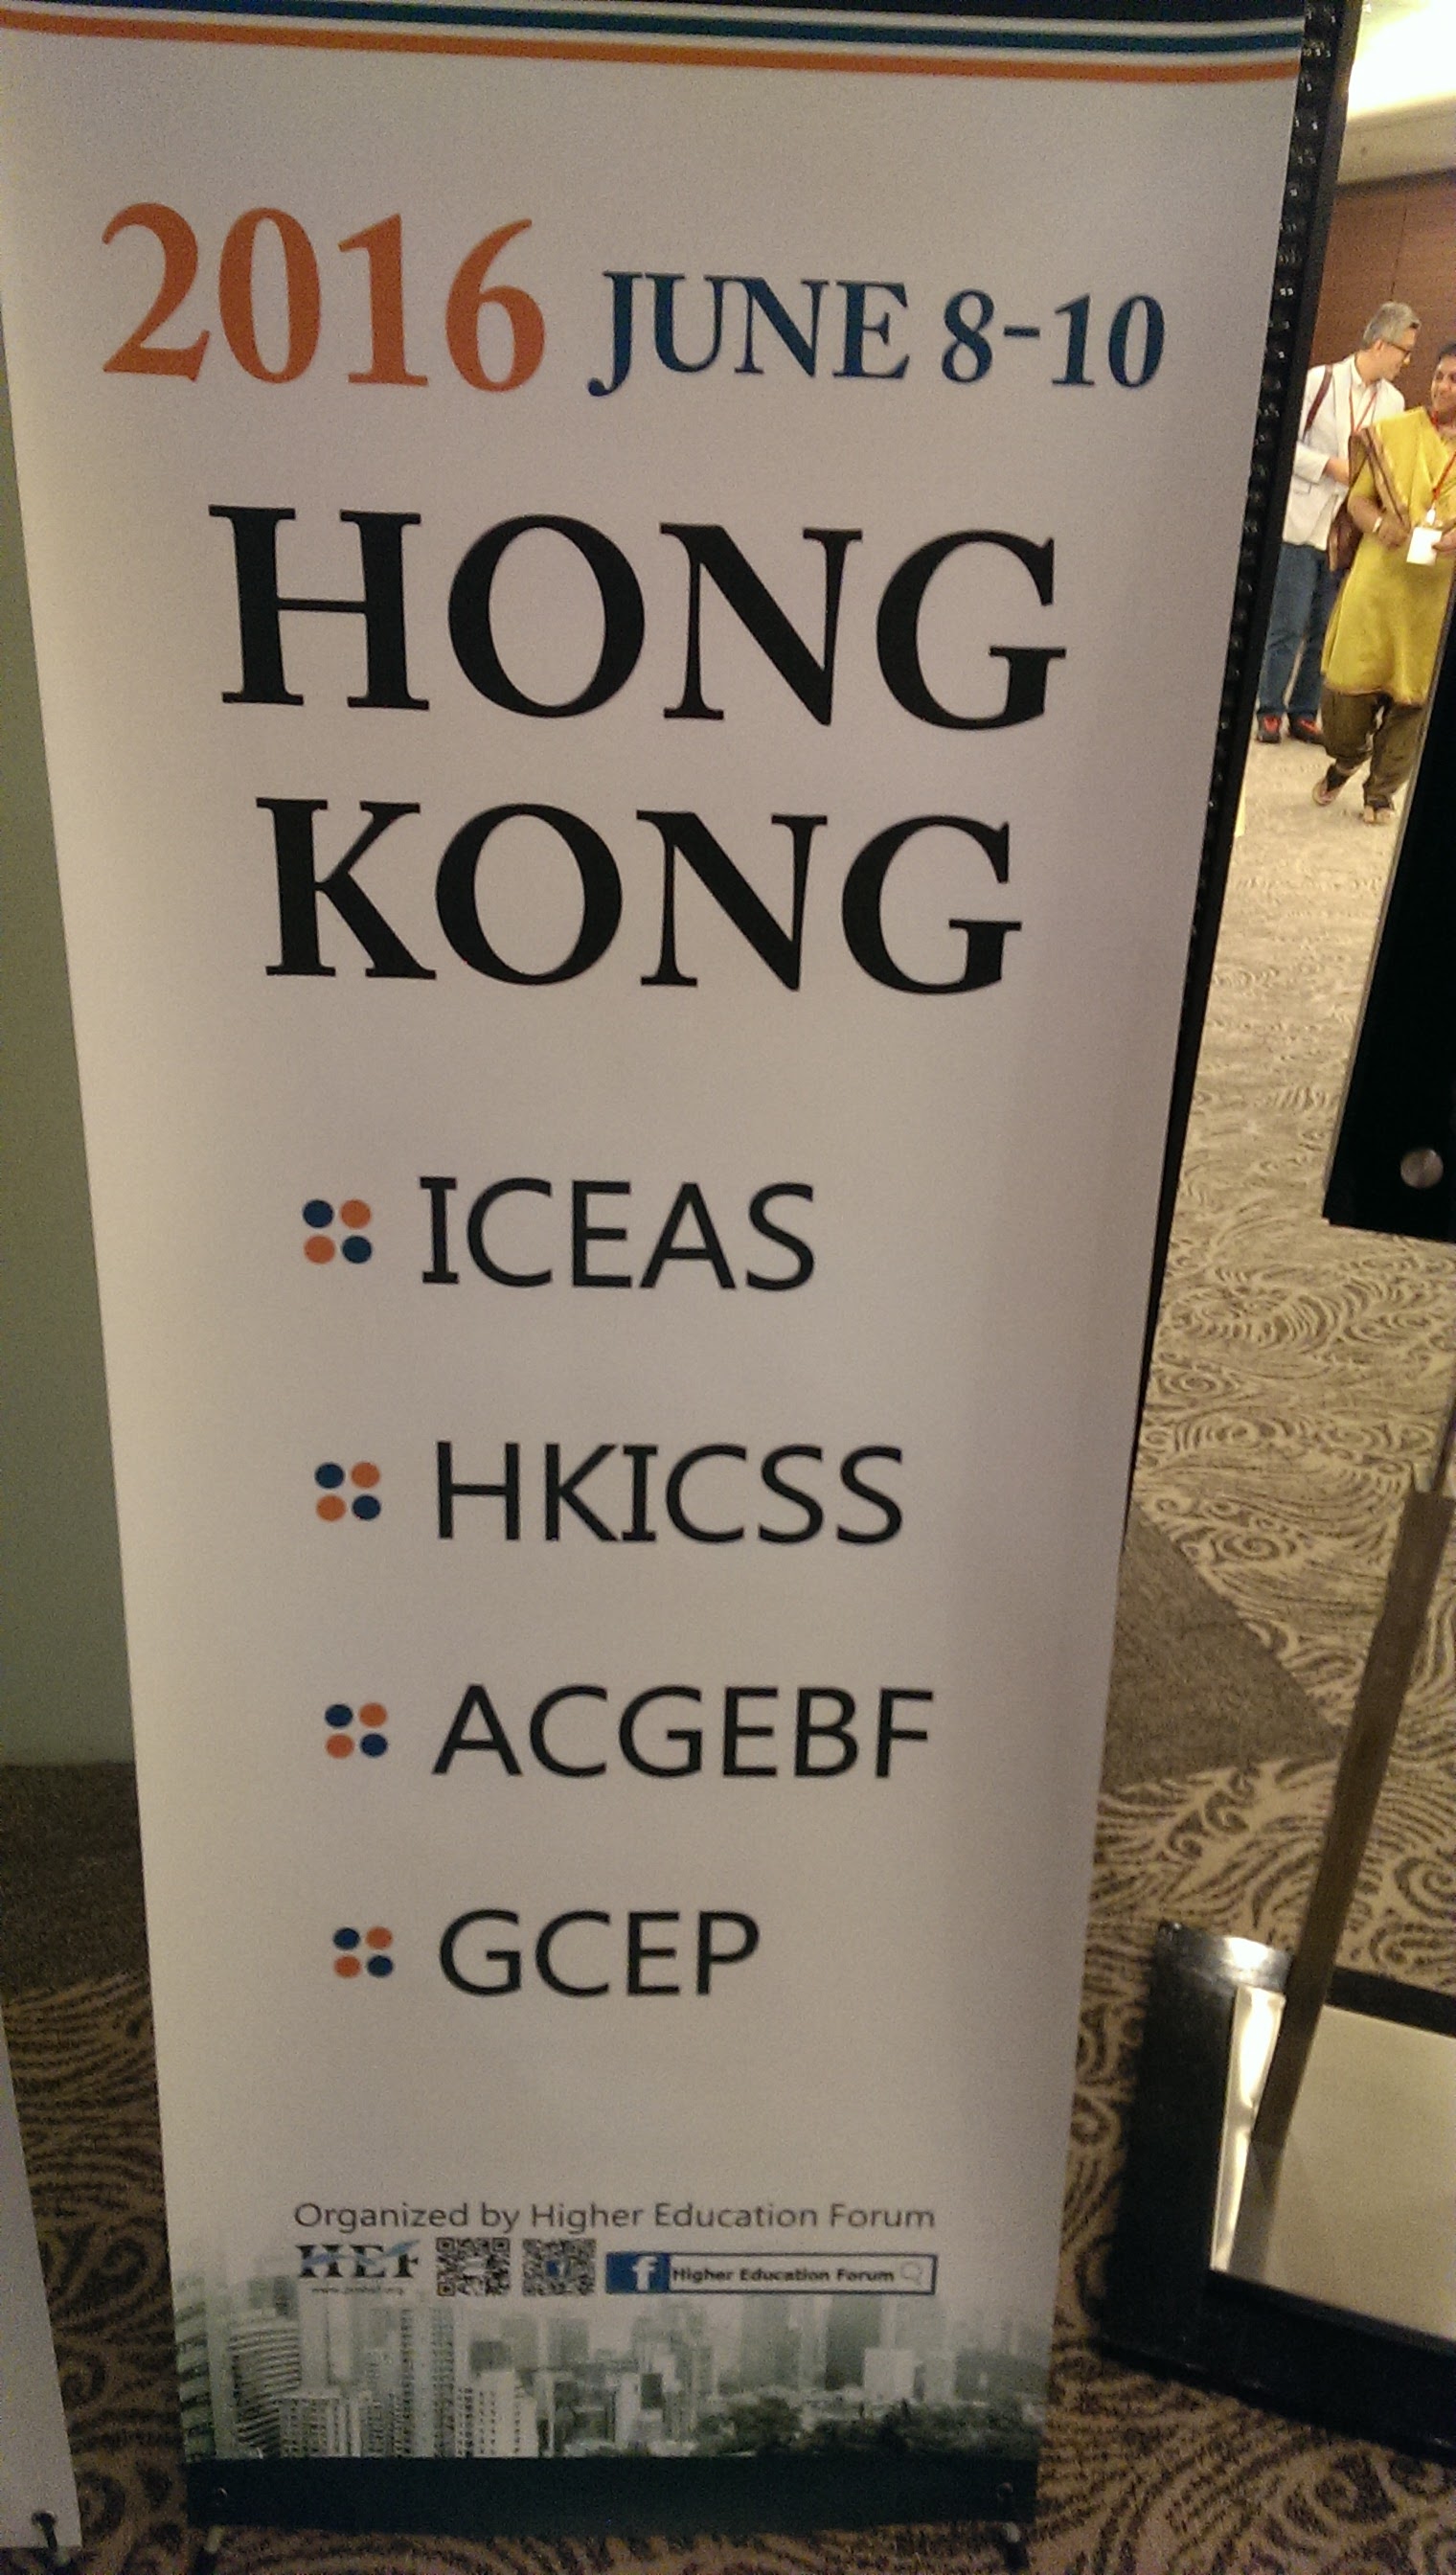 2016 JUNE 8-10
HONG
KONG
ICEAS
HKICSS
ACGEBF
GCEP
Organized by Higher Education Forum
HEF
f Higher Education Forum